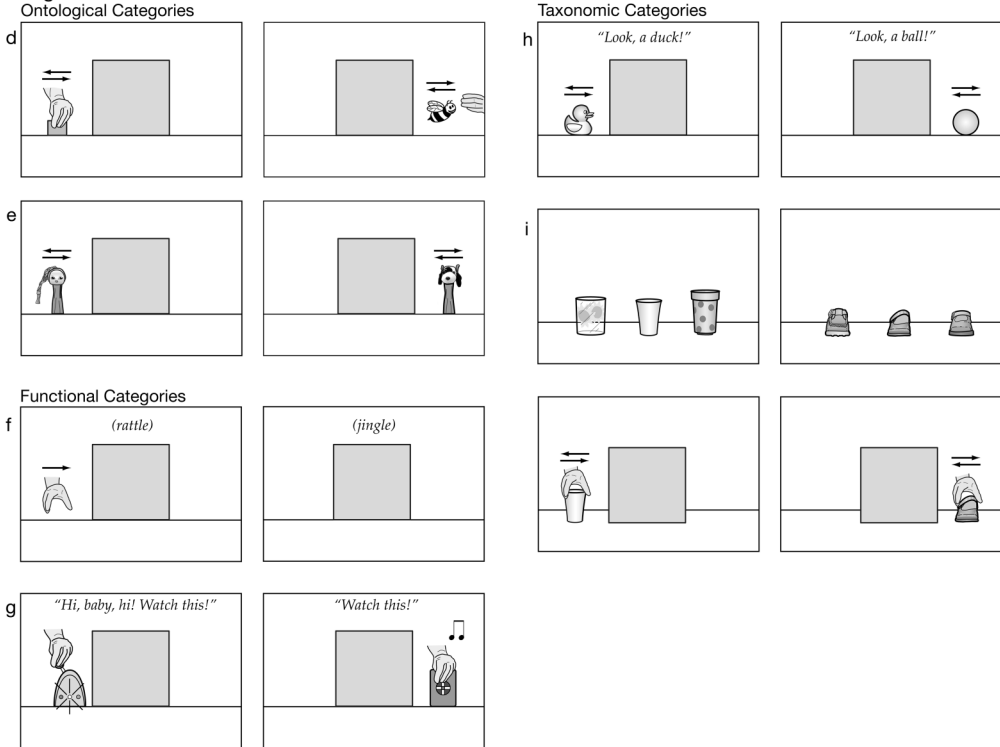 Ontological Categories
d
e
Functional Categories
f
(rattle)
(jingle)
g
"Hi, baby, hi! Watch this!"
"Watch this!"
Taxonomic Categories
h
"Look, a duck!"
"Look, a ball!"
i